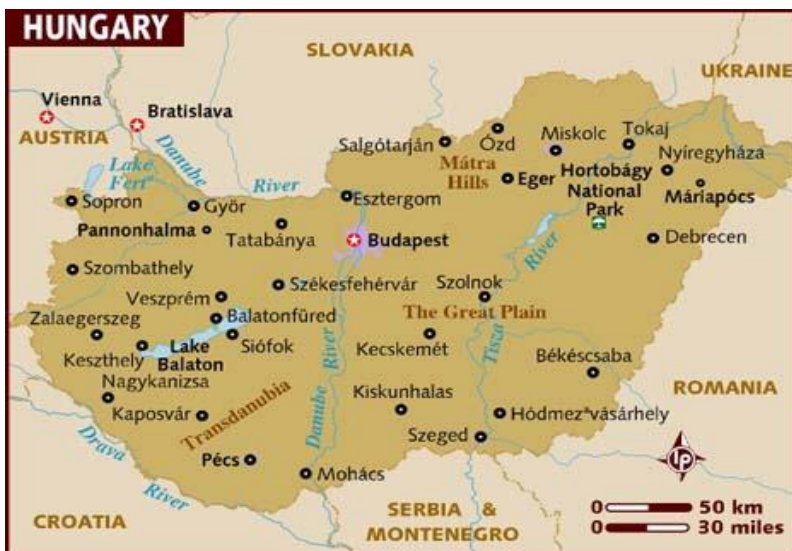 HUNGARY
SLOVAKIA
UKRAINE
Vienna
Bratislava
AUSTRIA
Danube
River
Lake
Fert"
Salgótarján
Ózd
Miskolc
Tokaj
Nyíregyháza
Mátra
Hills
Eger
Hortobágy
National
Park
Máriapócs
Sopron
Győr
Esztergom
Pannonhalma
Tatabánya
Budapest
Debrecen
Szombathely
Székesfehérvár
Szolnok
River
Veszprém
The Great Plain
Zalaegerszeg
Balatonfüred
Keszthely
Lake
Balaton
Siófok
Kecskemét
Tisza
River
Danube
Békéscsaba
Nagykanizsa
Kaposvár
Transdanubia
Kiskunhalas
Hódmez"vásárhely
ROMANIA
Szeged
Drava
River
Pécs
Mohács
CROATIA
SERBIA &
MONTENEGRO
lp
0 50 km
0 30 miles